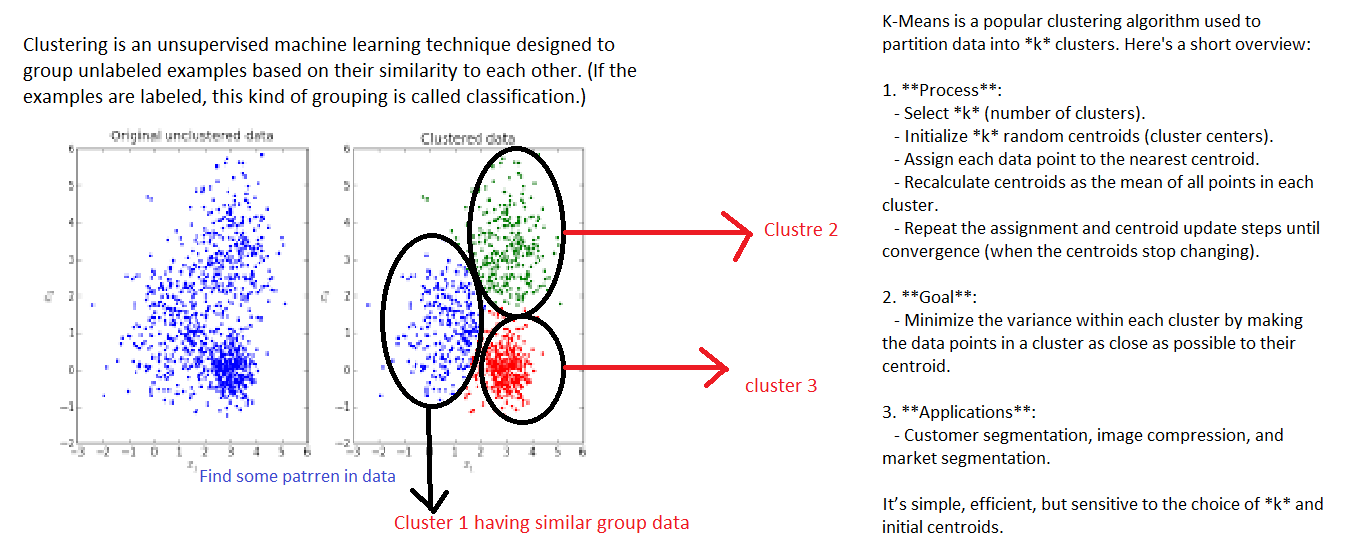 Clustering is an unsupervised machine learning technique designed to
group unlabeled examples based on their similarity to each other. (If the
examples are labeled, this kind of grouping is called classification.)
Original unclustered data
6
5
4
3
2
1
0
−1
−2
−3 −2 −1 0 1 2 3 4 5 6
Find some patrren in data
Clustered data
6
5
4
3
2
1
0
−1
−2
−3 −2 −1 1 2 3 4 5 6
Clustre 2
cluster 3
Cluster 1 having similar group data
K-Means is a popular clustering algorithm used to
partition data into *k* clusters. Here's a short overview:
1. **Process**:
- Select *k* (number of clusters).
- Initialize *k* random centroids (cluster centers).
- Assign each data point to the nearest centroid.
- Recalculate centroids as the mean of all points in each
cluster.
- Repeat the assignment and centroid update steps until
convergence (when the centroids stop changing).
2. **Goal**:
- Minimize the variance within each cluster by making
the data points in a cluster as close as possible to their
centroid.
3. **Applications**:
- Customer segmentation, image compression, and
market segmentation.
It’s simple, efficient, but sensitive to the choice of *k* and
initial centroids.